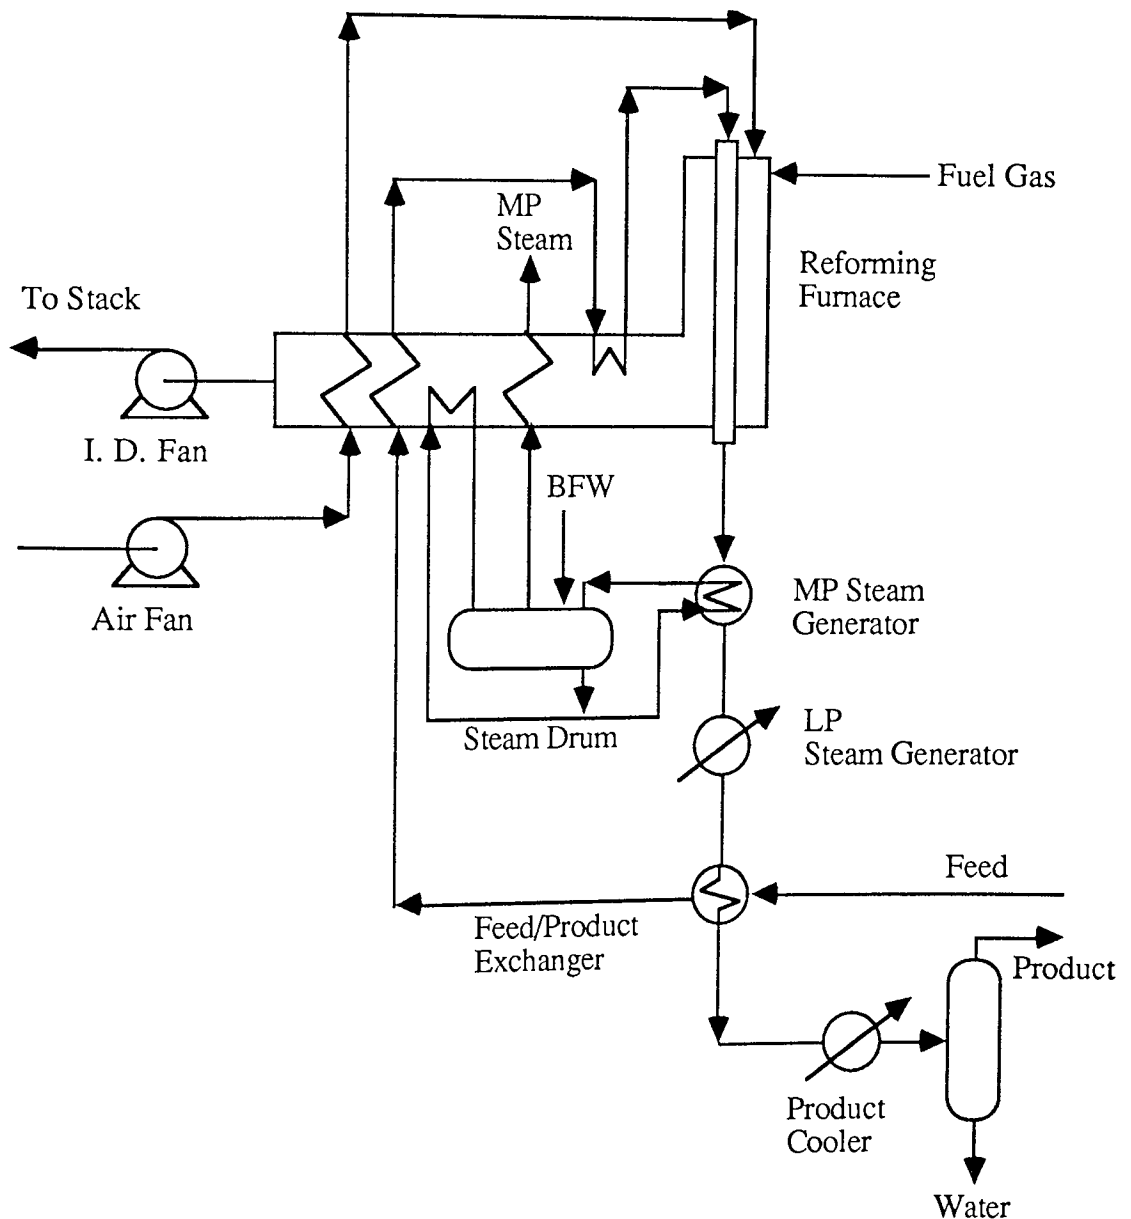 Fuel Gas
MP
Steam
Reforming
Furnace
To Stack
I. D. Fan
BFW
Air Fan
MP Steam
Generator
LP
Steam Generator
Steam Drum
Feed
Feed/Product
Exchanger
Product
Product
Cooler
Water